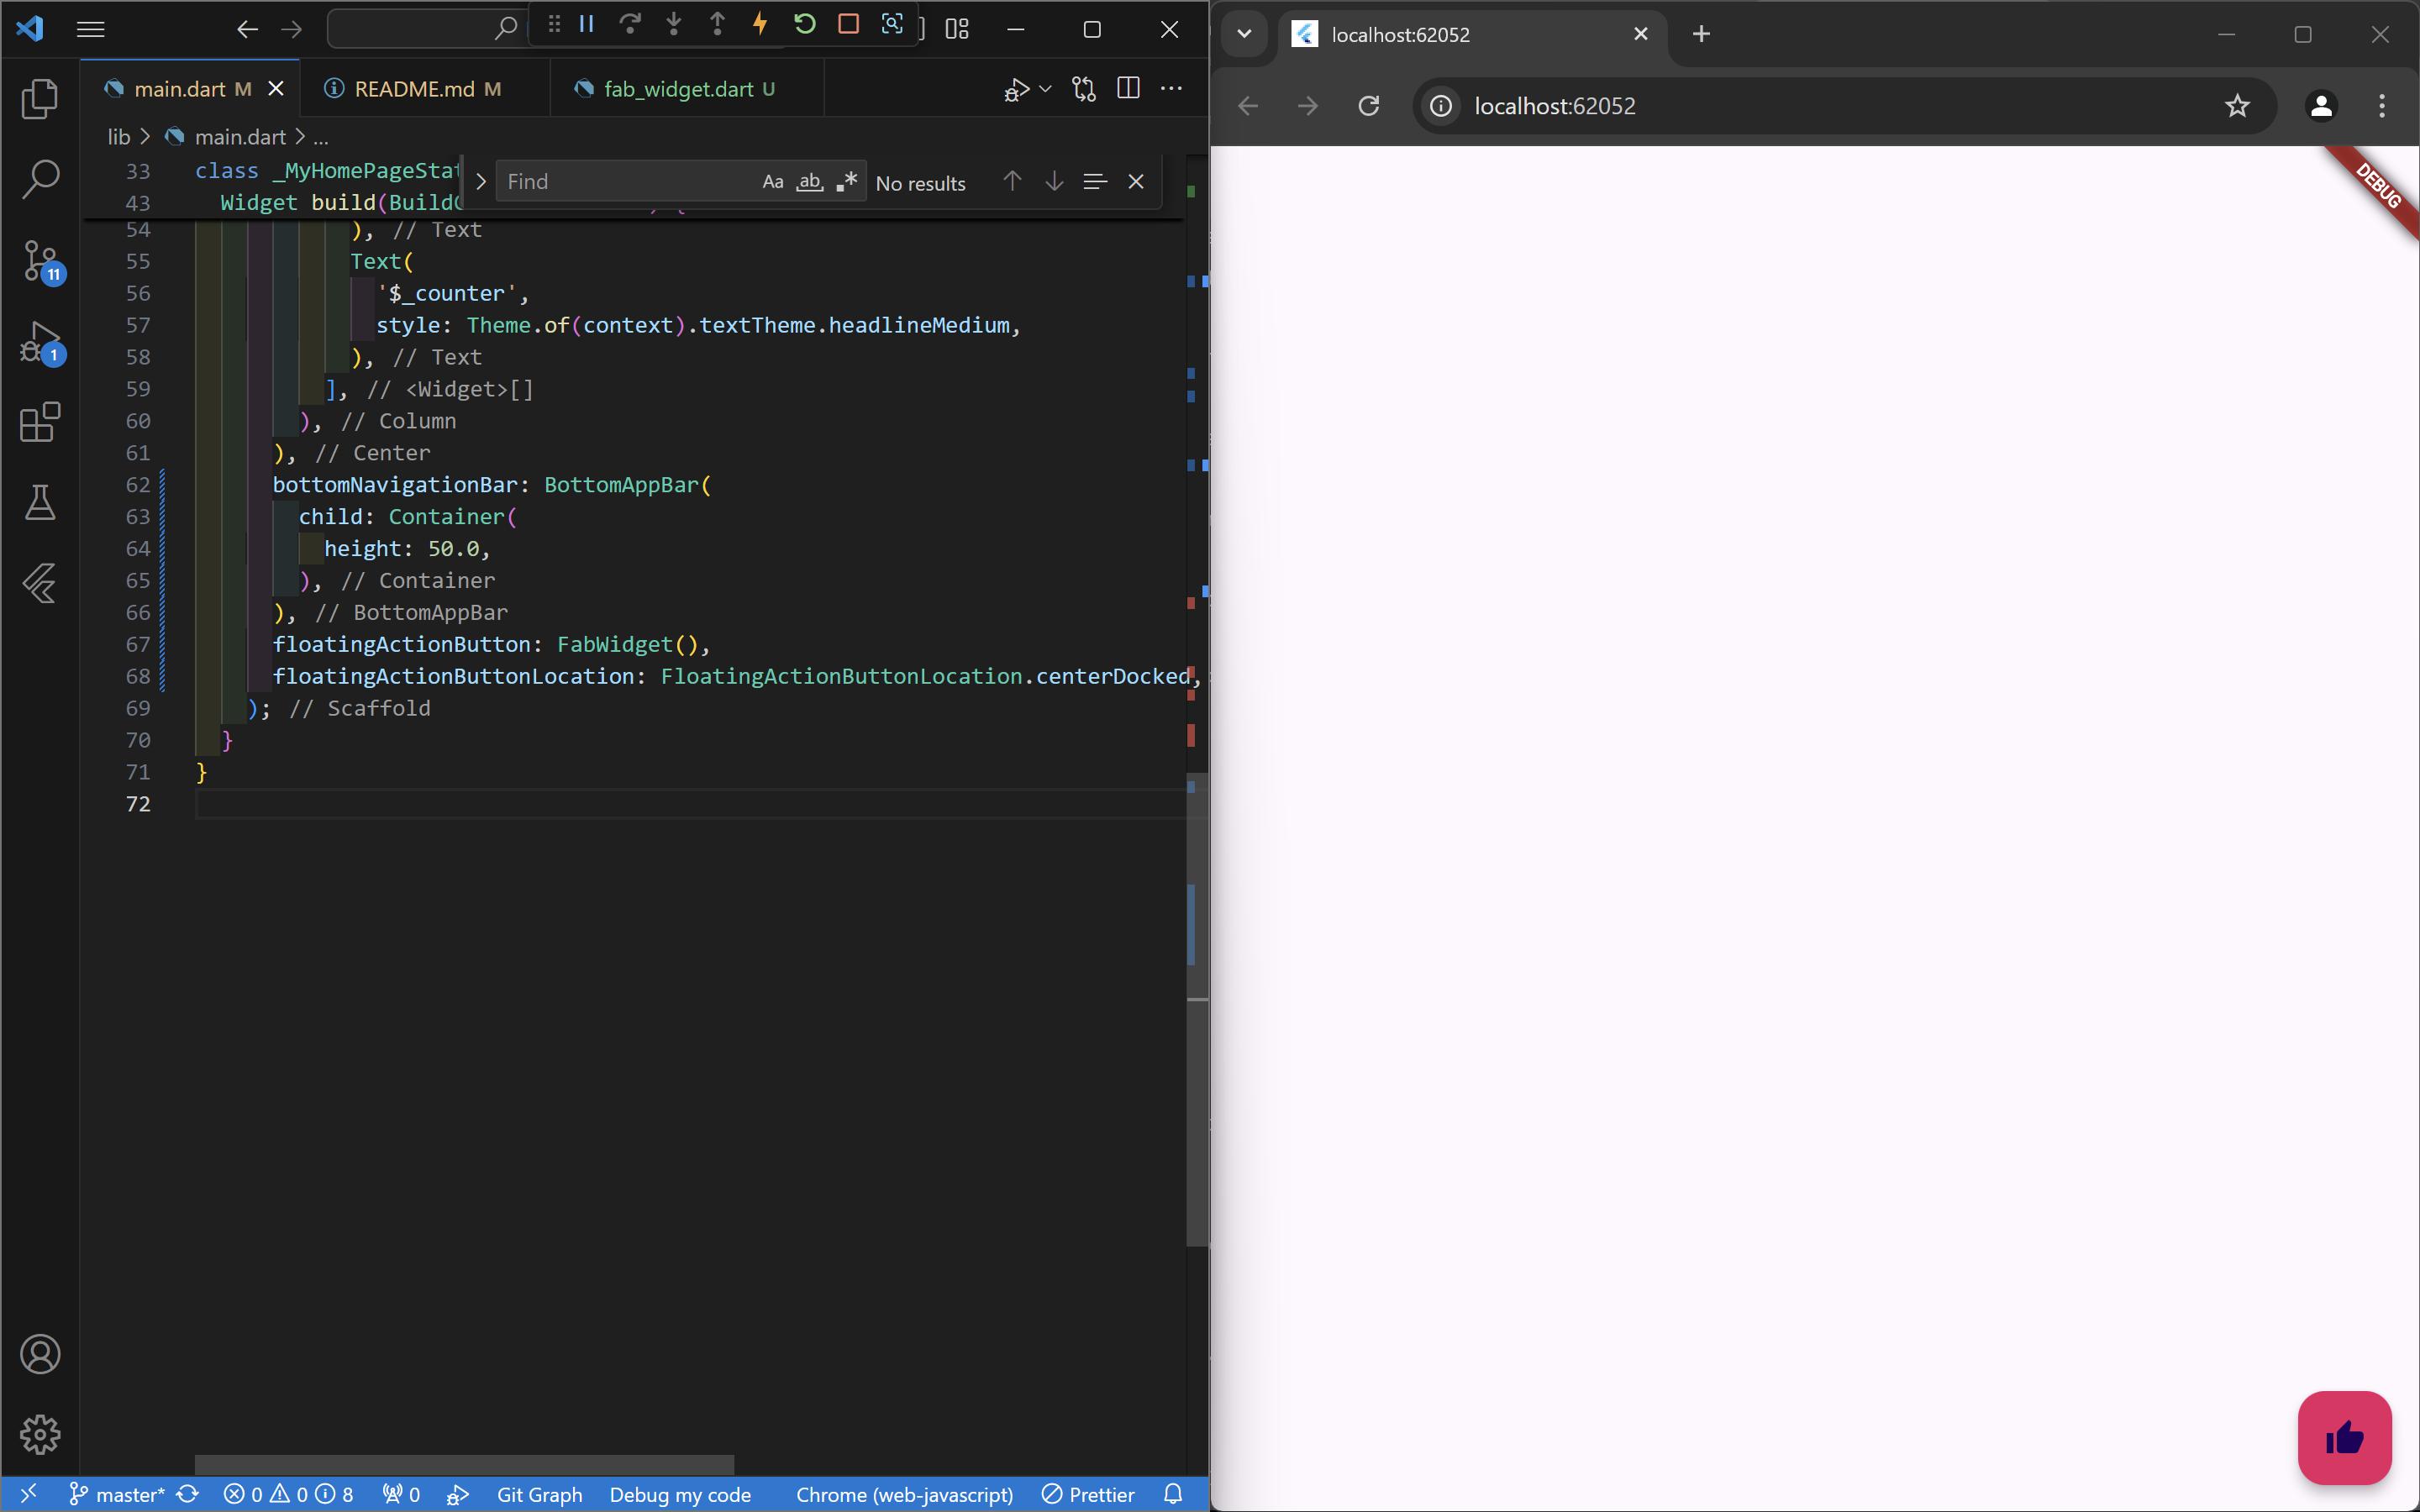 main.dart M
README.md M
fab_widget.dart U
lib > main.dart > ...
33 class _MyHomePageStat
43 Widget build(BuildC
Find
Aa
ab
No results
54 ), // Text
55 Text(
56 '$_counter',
57 style: Theme.of(context).textTheme.headlineMedium,
58 ), // Text
59 ], // <Widget>[]
60 ), // Column
61 ), // Center
62 bottomNavigationBar: BottomAppBar(
63 child: Container(
64 height: 50.0,
65 ), // Container
66 ), // BottomAppBar
67 floatingActionButton: FabWidget(),
68 floatingActionButtonLocation: FloatingActionButtonLocation.centerDocked,
69 ); // Scaffold
70 }
71 }
72
11
1
master* 0 0 8 0 Git Graph Debug my code Chrome (web-javascript) Prettier
localhost:62052
localhost:62052
DEBUG